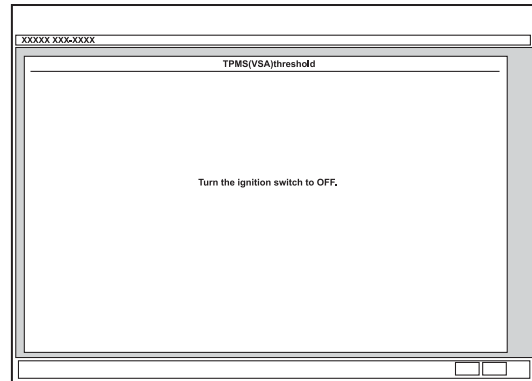 XXXXX XXX-XXXX
TPMS(VSA)threshold
Turn the ignition switch to OFF.